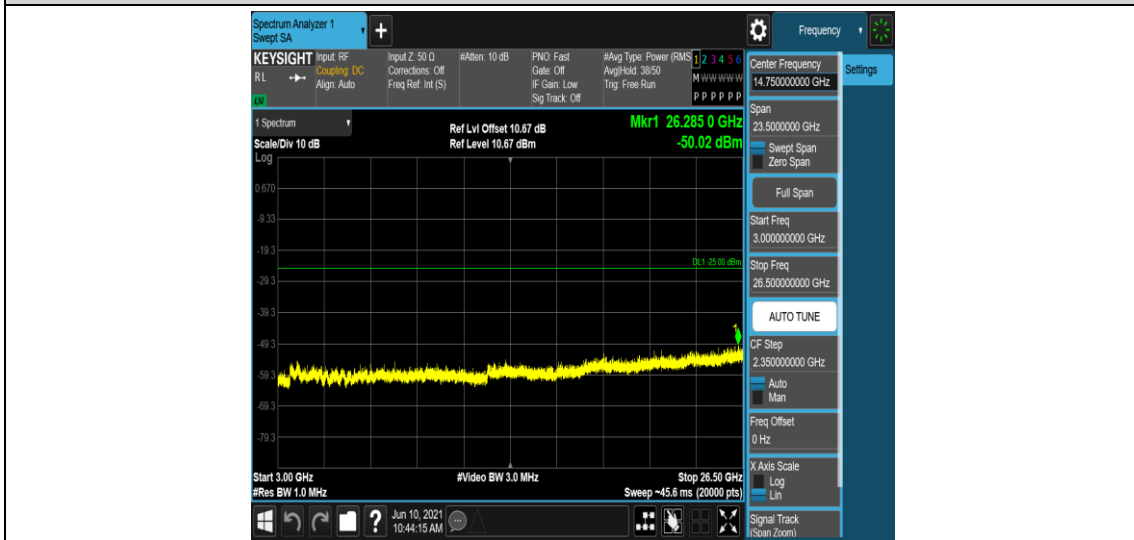 Spectrum Analyzer 1
Swept SA
Frequency
KEYSIGHT
RL
Input: RF
Coupling: DC
Align: Auto
Input Z: 50 Ω
Corrections: Off
Freq Ref: Int (S)
#Atten: 10 dB
PNO: Fast
Gate: Off
IF Gain: Low
Sig Track: Off
#Avg Type: Power (RMS
Avg|Hold: 38/50
Trig: Free Run
1 2 3 4 5 6
M W W W W W
P P P P P P
1 Spectrum
Scale/Div 10 dB
Ref Lvl Offset 10.67 dB
Ref Level 10.67 dBm
Mkr1 26.285 0 GHz
-50.02 dBm
Log
0.670
-9.33
-19.3
DL1 -25.00 dBm
-29.3
-39.3
1
-49.3
-59.3
-69.3
-79.3
Start 3.00 GHz
#Res BW 1.0 MHz
#Video BW 3.0 MHz
Stop 26.50 GHz
Sweep ~45.6 ms (20000 pts)
Jun 10, 2021
10:44:15 AM
Center Frequency
14.750000000 GHz
Settings
Span
23.5000000 GHz
Swept Span
Zero Span
Full Span
Start Freq
3.000000000 GHz
Stop Freq
26.500000000 GHz
AUTO TUNE
CF Step
2.350000000 GHz
Auto
Man
Freq Offset
0 Hz
X Axis Scale
Log
Lin
Signal Track
(Span Zoom)